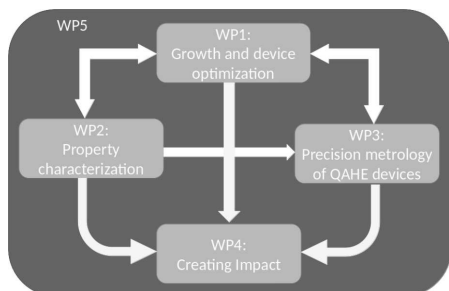 WP5
WP1:
Growth and device
optimization
WP2:
Property
characterization
WP3:
Precision metrology
of QAHE devices
WP4:
Creating Impact